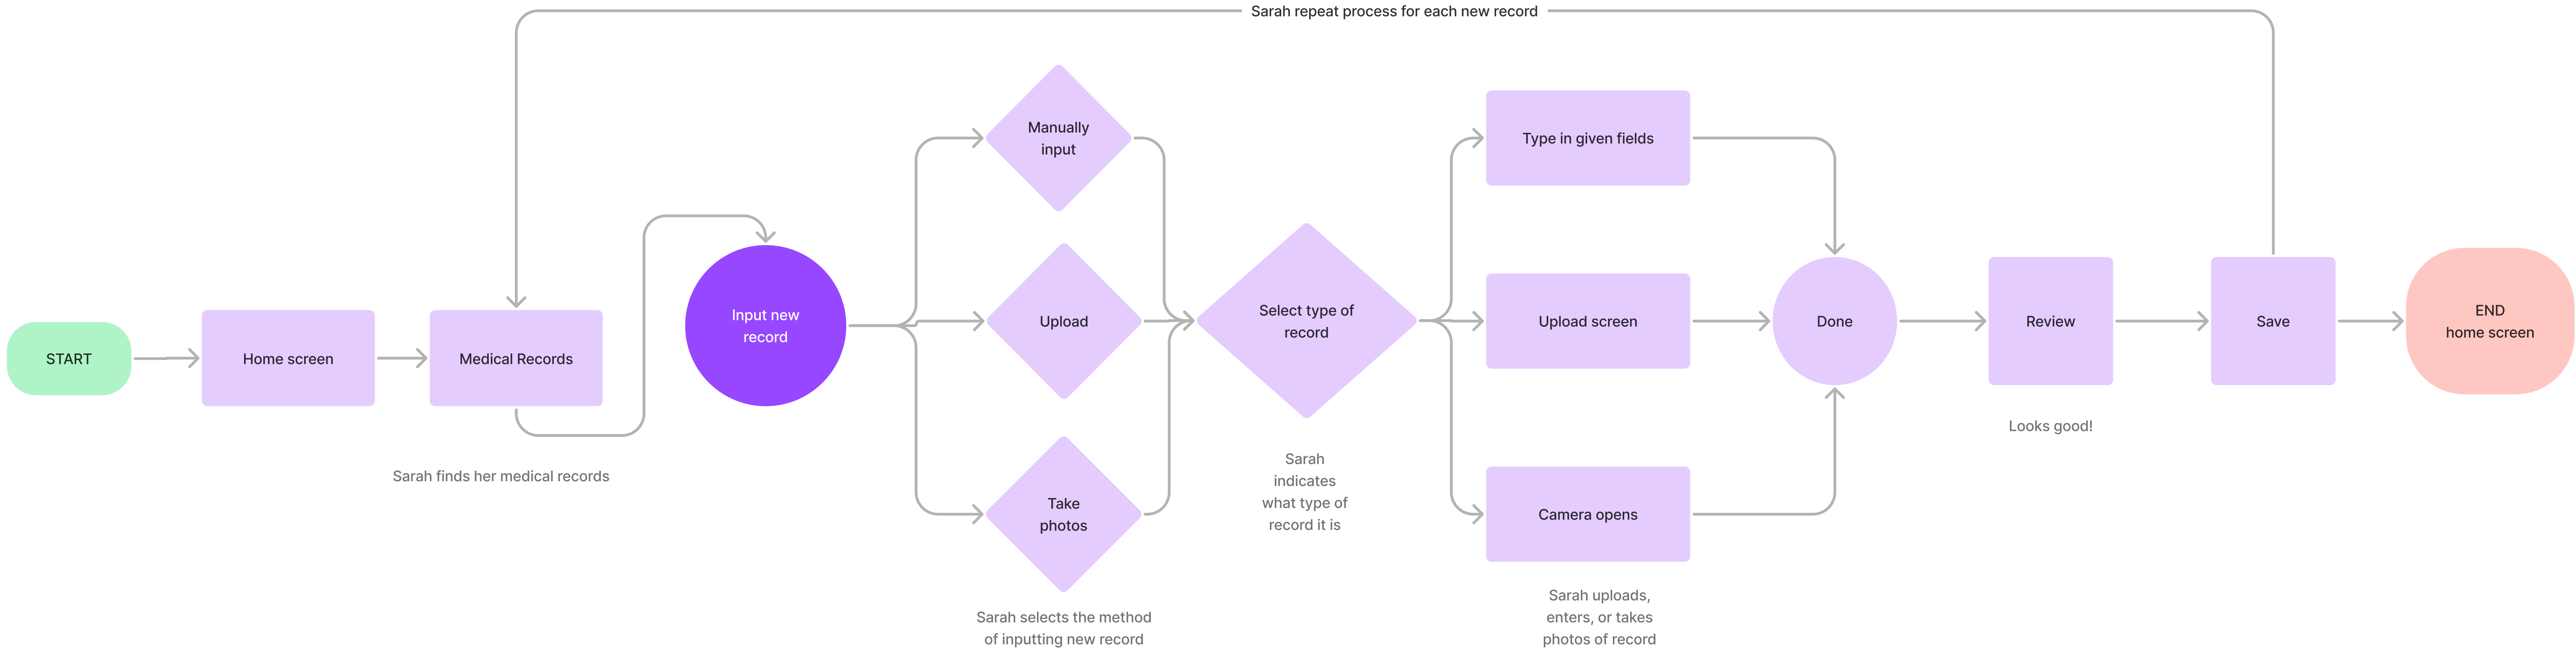 Sarah repeat process for each new record
START
Home screen
Medical Records
Sarah finds her medical records
Input new
record
Manually
input
Upload
Take
photos
Sarah selects the method
of inputting new record
Select type of
record
Sarah
indicates
what type of
record it is
Type in given fields
Upload screen
Camera opens
Sarah uploads,
enters, or takes
photos of record
Done
Review
Looks good!
Save
END
home screen